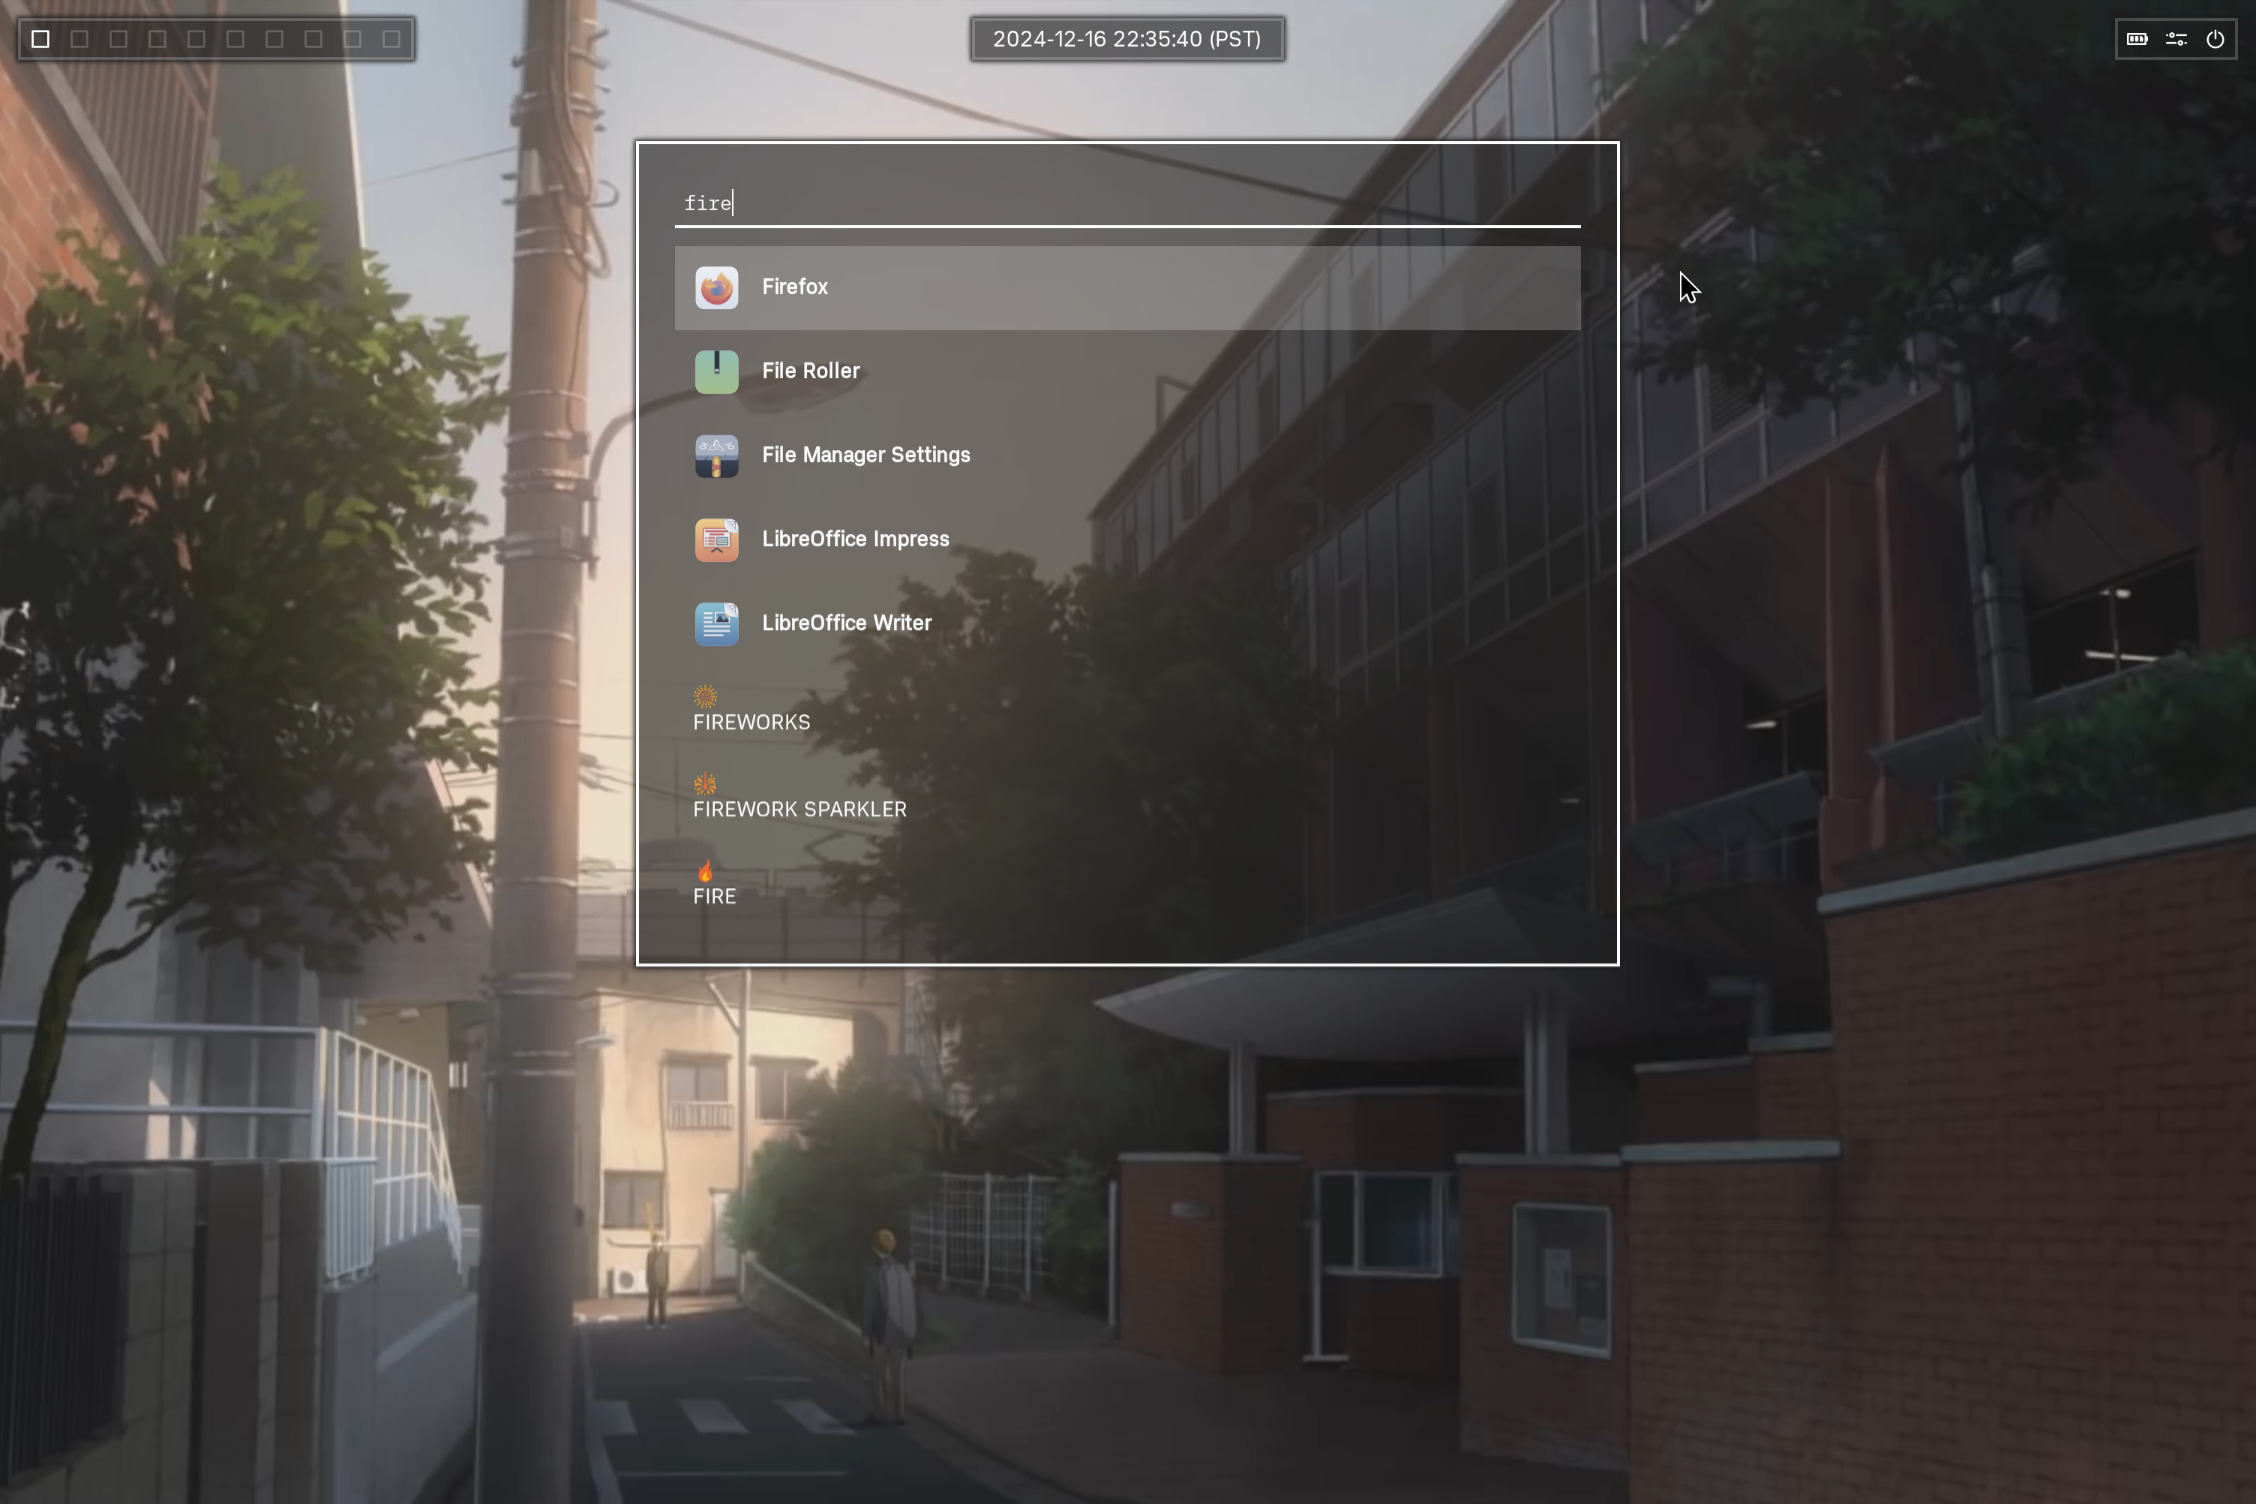 2024-12-16 22:35:40 (PST)
fire
Firefox
File Roller
File Manager Settings
LibreOffice Impress
LibreOffice Writer
FIREWORKS
FIREWORK SPARKLER
FIRE